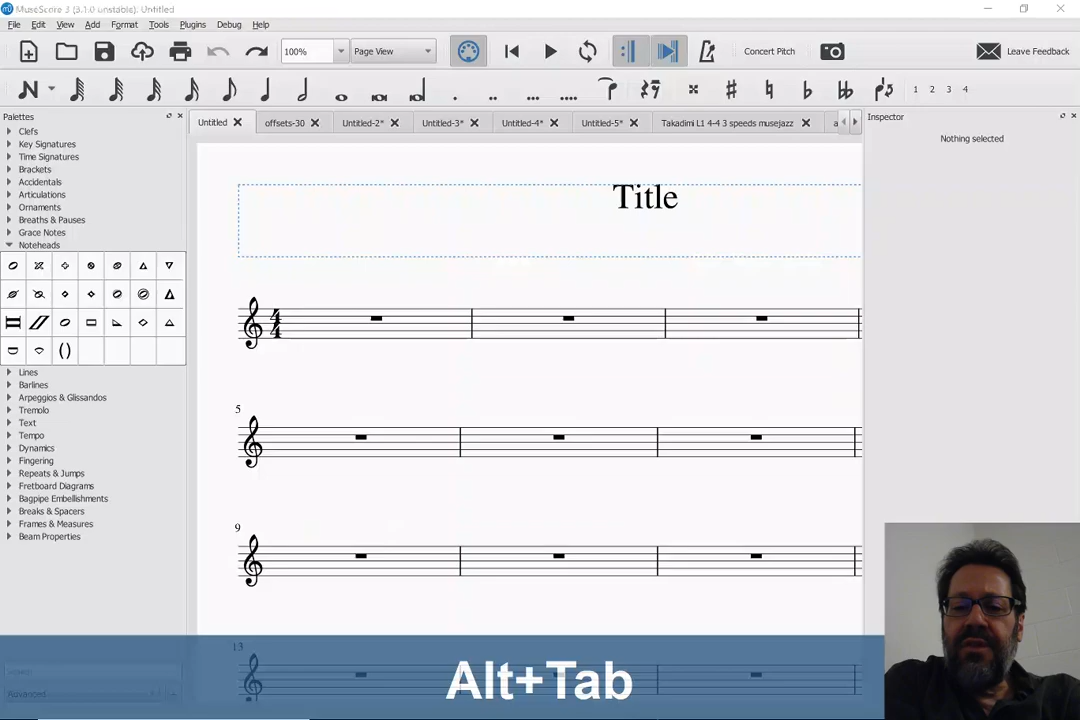 MuseScore 3 (3.1.0 unstable): Untitled
File Edit View Add Format Tools Plugins Debug Help
100% Page View Concert Pitch Leave Feedback
N 1 2 3 4
Palettes
Untitled offsets-30 Untitled-2* Untitled-3* Untitled-4* Untitled-5* Takadimi L1 4-4 3 speeds musejazz a
Inspector
Nothing selected
Clefs
Key Signatures
Time Signatures
Brackets
Accidentals
Articulations
Ornaments
Breaths & Pauses
Grace Notes
Noteheads
Lines
Barlines
Arpeggios & Glissandos
Tremolo
Text
Tempo
Dynamics
Fingering
Repeats & Jumps
Fretboard Diagrams
Bagpipe Embellishments
Breaks & Spacers
Frames & Measures
Beam Properties
Advanced
Title
4
4
5
9
13
Alt+Tab